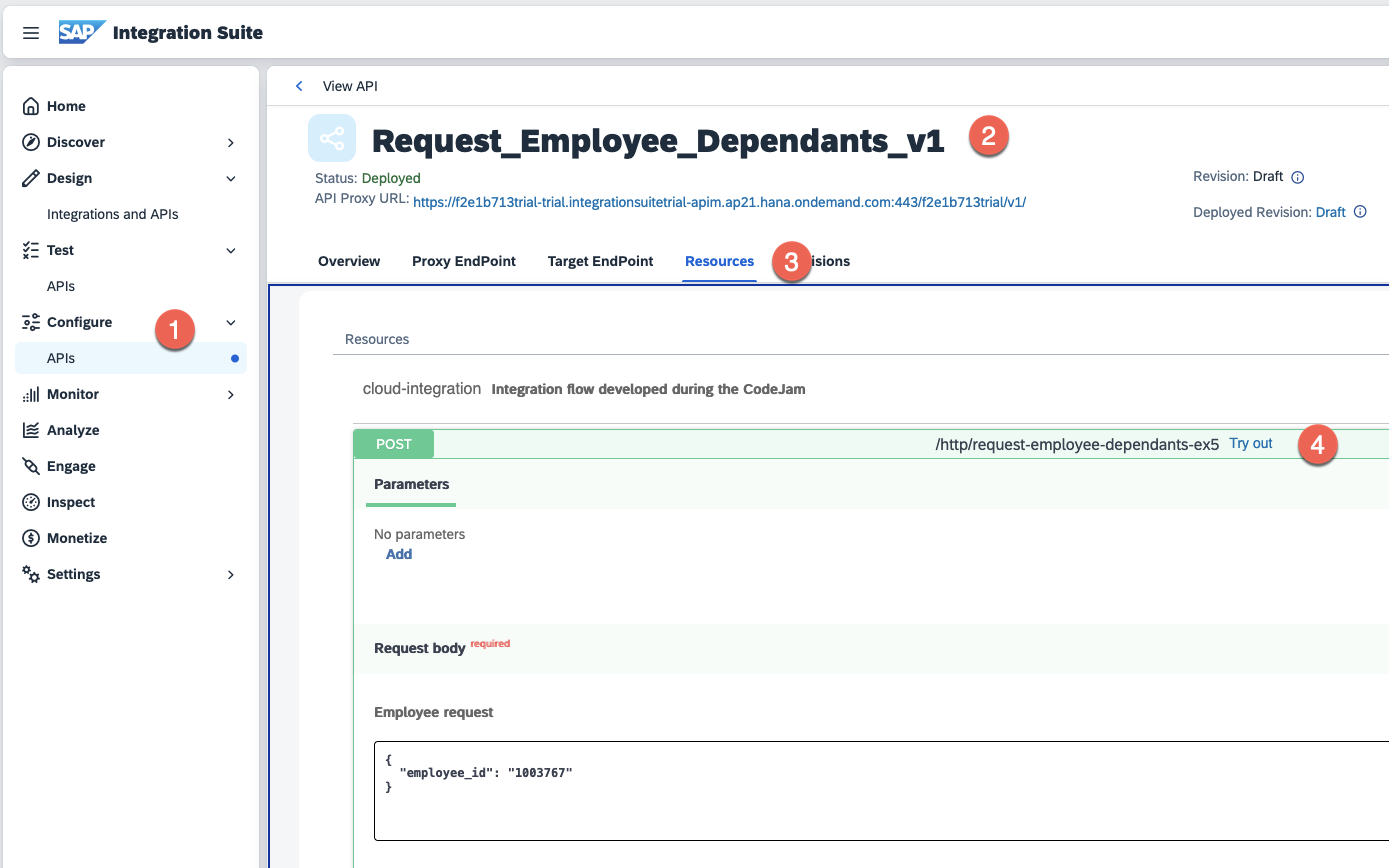 SAP Integration Suite
Home
Discover
Design
Integrations and APIs
Test
APIs
Configure
1
APIs
Monitor
Analyze
Engage
Inspect
Monetize
Settings
View API
Request_Employee_Dependants_v1
2
Status: Deployed
API Proxy URL: https://f2e1b713trial-trial.integrationsuitetrial-apim.ap21.hana.ondemand.com:443/f2e1b713trial/v1/
Revision: Draft
Deployed Revision: Draft
Overview Proxy EndPoint Target EndPoint Resources 3 isions
Resources
cloud-integration Integration flow developed during the CodeJam
POST /http/request-employee-dependants-ex5 Try out 4
Parameters
No parameters
Add
Request body required
Employee request
{
"employee_id": "1003767"
}